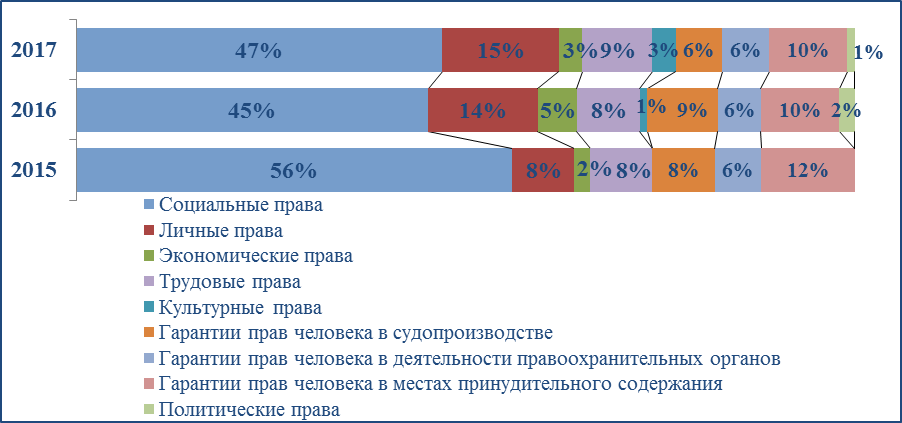 2017 47% 15% 3% 9% 3% 6% 6% 10% 1%
2016 45% 14% 5% 8% 1% 9% 6% 10% 2%
2015 56% 8% 2% 8% 8% 6% 12%
Социальные права
Личные права
Экономические права
Трудовые права
Культурные права
Гарантии прав человека в судопроизводстве
Гарантии прав человека в деятельности правоохранительных органов
Гарантии прав человека в местах принудительного содержания
Политические права